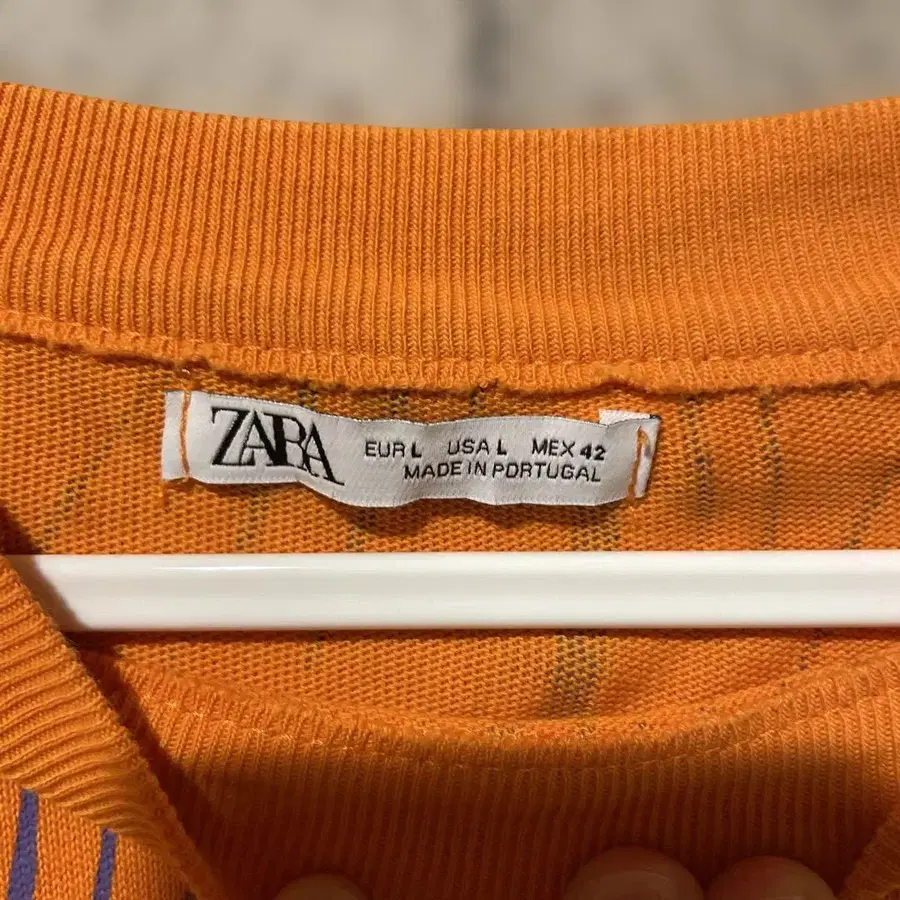 ZARA
EUR L USA L MEX 42
MADE IN PORTUGAL